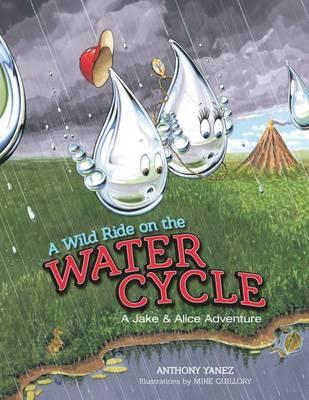 A Wild Ride on the
WATER
CYCLE
A Jake & Alice Adventure
ANTHONY YANEZ
Illustrations by MIKE GUILLORY